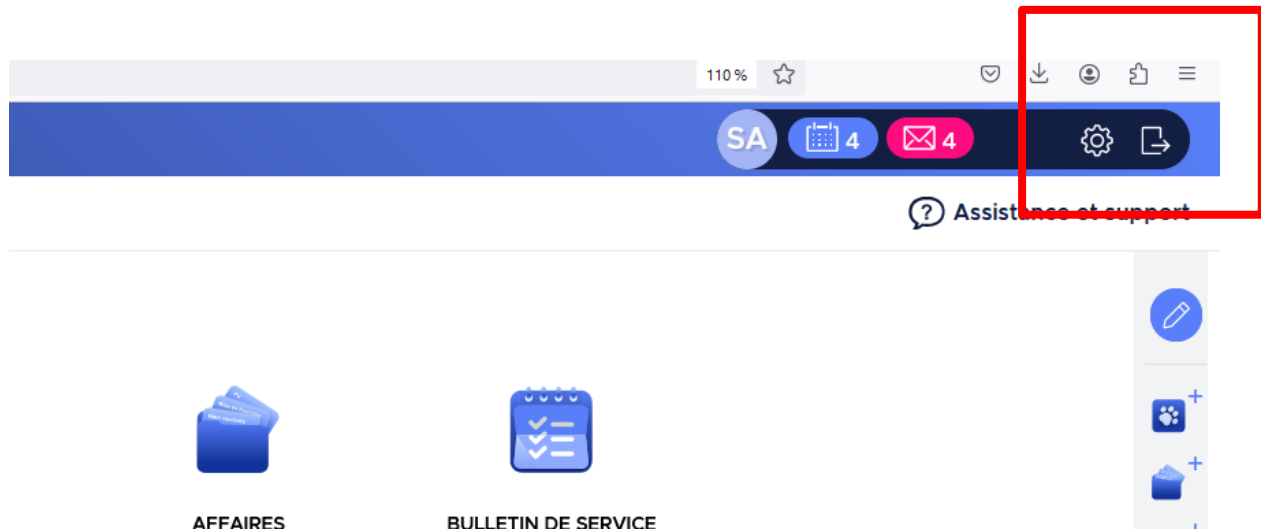 110 %
SA 4 4
Assistance et support
AFFAIRES BULLETIN DE SERVICE